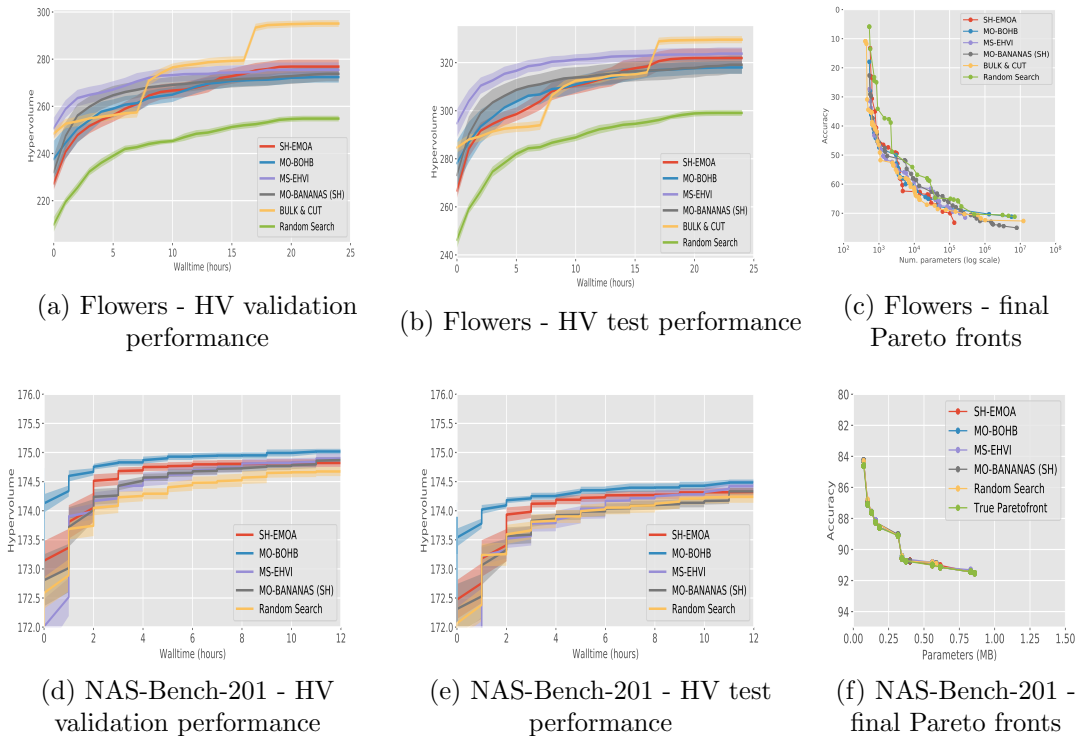 300
280
260
240
220
Hypervolume
SH-EMOA
MO-BOHB
MS-EHVI
MO-BANANAS (SH)
BULK & CUT
Random Search
0 5 10 15 20 25
Walltime (hours)
(a) Flowers - HV validation
performance
320
300
280
260
240
Hypervolume
SH-EMOA
MO-BOHB
MS-EHVI
MO-BANANAS (SH)
BULK & CUT
Random Search
0 5 10 15 20 25
Walltime (hours)
(b) Flowers - HV test performance
0
10
20
30
40
50
60
70
Accuracy
SH-EMOA
MO-BOHB
MS-EHVI
MO-BANANAS (SH)
BULK & CUT
Random Search
10² 10³ 10⁴ 10⁵ 10⁶ 10⁷ 10⁸
Num. parameters (log scale)
(c) Flowers - final
Pareto fronts
176.0
175.5
175.0
174.5
174.0
173.5
173.0
172.5
172.0
Hypervolume
SH-EMOA
MO-BOHB
MS-EHVI
MO-BANANAS (SH)
Random Search
0 2 4 6 8 10 12
Walltime (hours)
(d) NAS-Bench-201 - HV
validation performance
176.0
175.5
175.0
174.5
174.0
173.5
173.0
172.5
172.0
Hypervolume
SH-EMOA
MO-BOHB
MS-EHVI
MO-BANANAS (SH)
Random Search
0 2 4 6 8 10 12
Walltime (hours)
(e) NAS-Bench-201 - HV test
performance
80
82
84
86
88
90
92
94
Accuracy
SH-EMOA
MO-BOHB
MS-EHVI
MO-BANANAS (SH)
Random Search
True Paretofront
0.00 0.25 0.50 0.75 1.00 1.25 1.50
Parameters (MB)
(f) NAS-Bench-201 -
final Pareto fronts